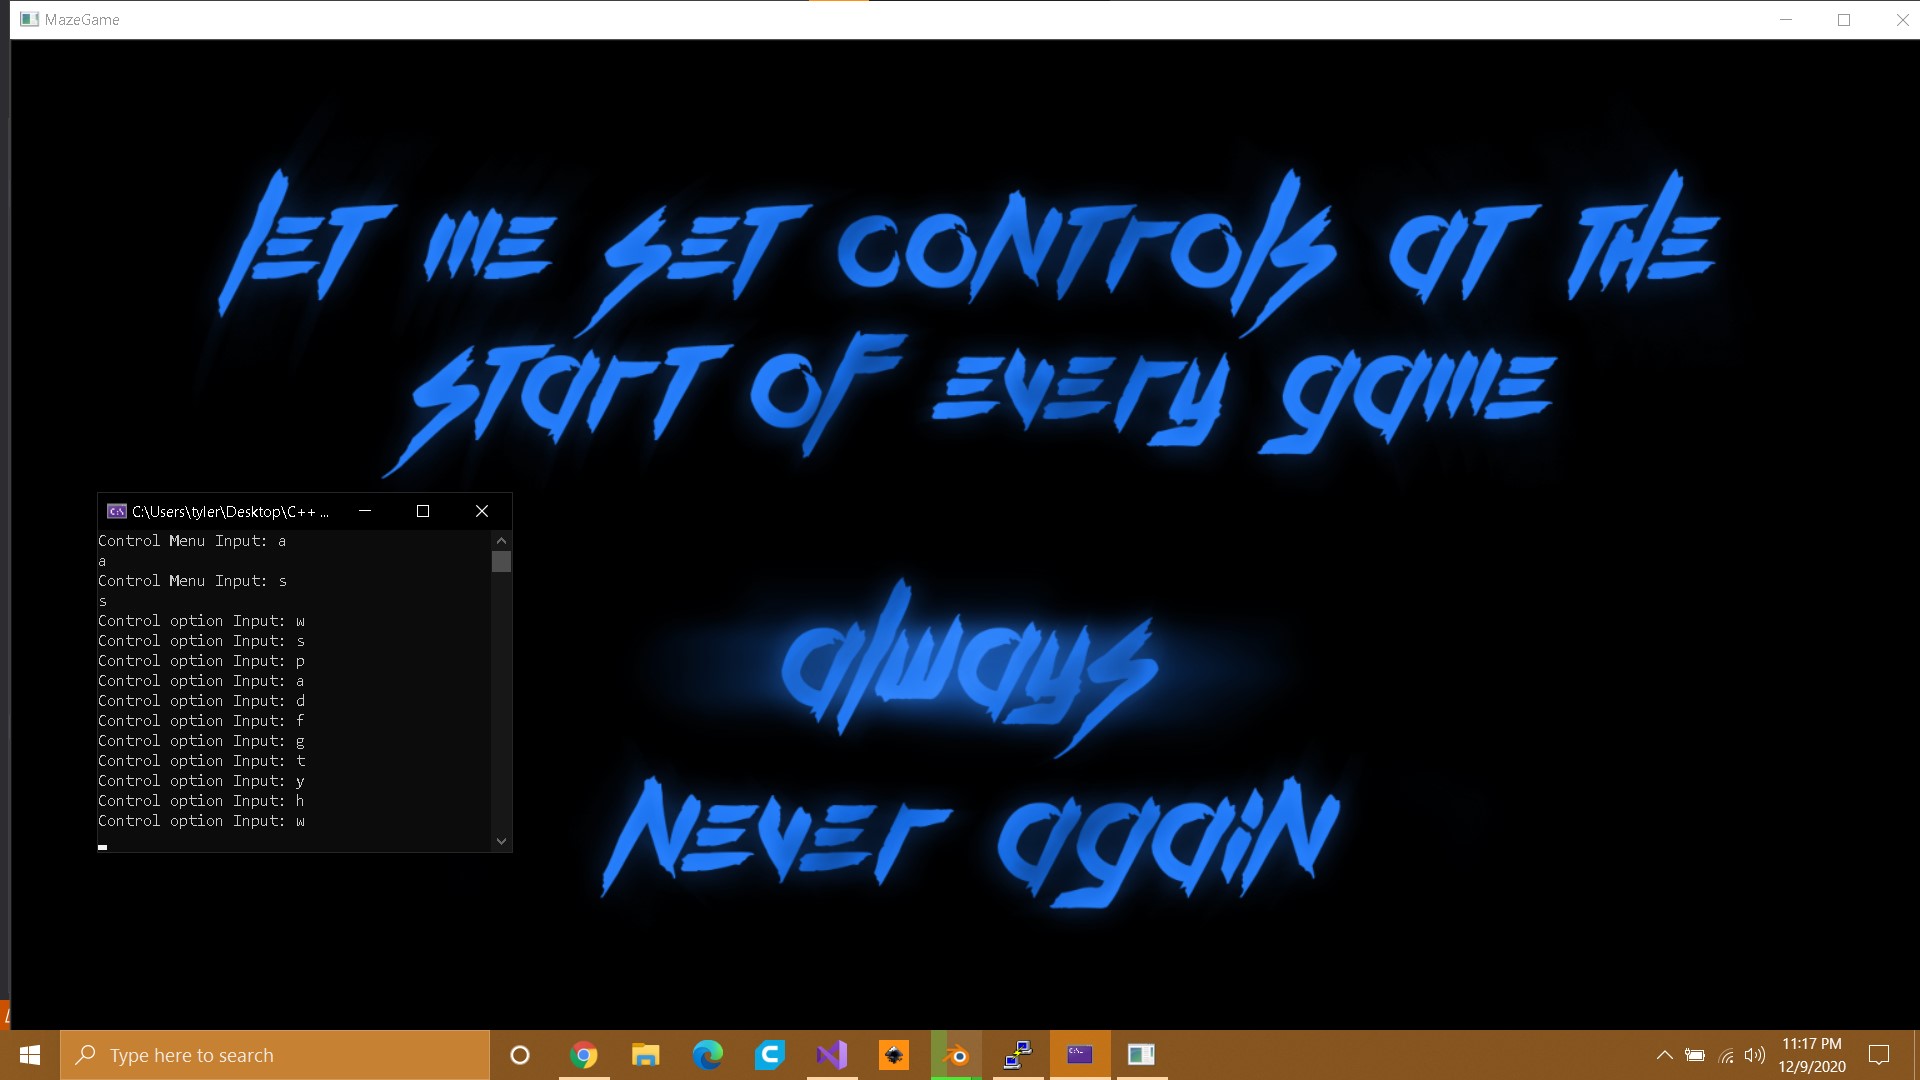 MazeGame
Let me set controls at the
start of every game
C:\Users\tyler\Desktop\C++ ...
Control Menu Input: a
a
Control Menu Input: s
s
Control option Input: w
Control option Input: s
Control option Input: p
Control option Input: a
Control option Input: d
Control option Input: f
Control option Input: g
Control option Input: t
Control option Input: y
Control option Input: h
Control option Input: w
always
Never again
Type here to search
11:17 PM
12/9/2020